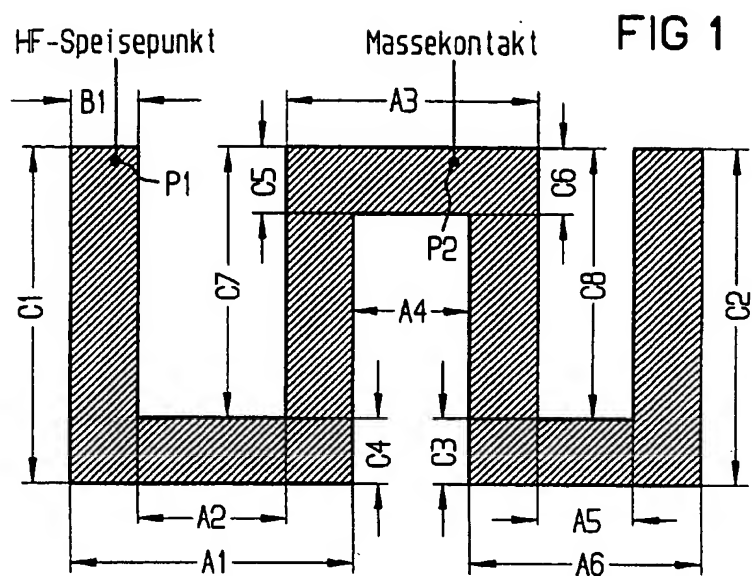 FIG 1
HF-Speisepunkt
Massekontakt
B1
A3
C5
C6
P1
P2
C1
C7
A4
C8
C2
C4
C3
A2
A5
A1
A6